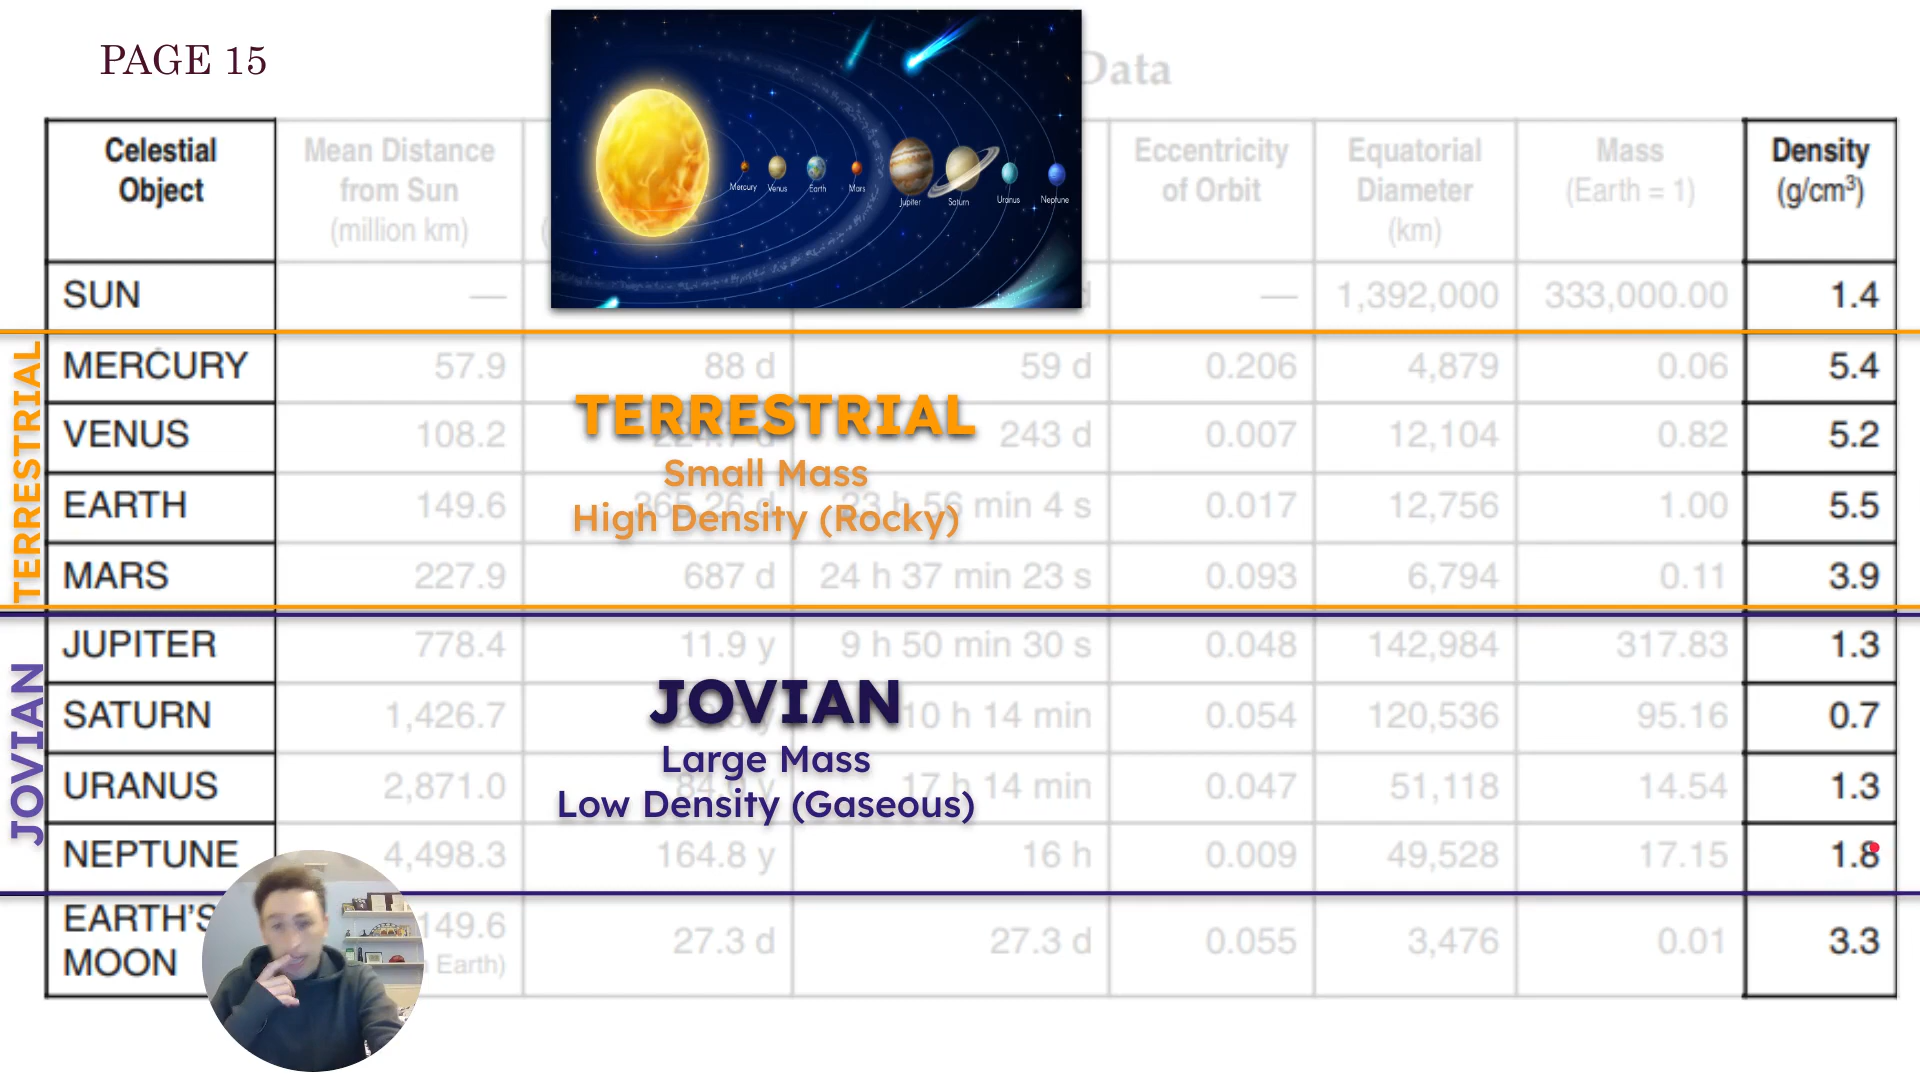 PAGE 15
Data
Mercury Venus Earth Mars Jupiter Saturn Uranus Neptune
Celestial Object
Mean Distance from Sun (million km)
Eccentricity of Orbit
Equatorial Diameter (km)
Mass (Earth = 1)
Density (g/cm³)
SUN — — 1,392,000 333,000.00 1.4
TERRESTRIAL
MERCURY 57.9 88 d 59 d 0.206 4,879 0.06 5.4
TERRESTRIAL
VENUS 108.2 243 d 0.007 12,104 0.82 5.2
Small Mass
EARTH 149.6 365.26 d 23 h 56 min 4 s 0.017 12,756 1.00 5.5
High Density (Rocky)
MARS 227.9 687 d 24 h 37 min 23 s 0.093 6,794 0.11 3.9
JOVIAN
JUPITER 778.4 11.9 y 9 h 50 min 30 s 0.048 142,984 317.83 1.3
JOVIAN
SATURN 1,426.7 10 h 14 min 0.054 120,536 95.16 0.7
Large Mass
URANUS 2,871.0 17 h 14 min 0.047 51,118 14.54 1.3
Low Density (Gaseous)
NEPTUNE 4,498.3 164.8 y 16 h 0.009 49,528 17.15 1.8
EARTH'S MOON 149.6 Earth) 27.3 d 27.3 d 0.055 3,476 0.01 3.3